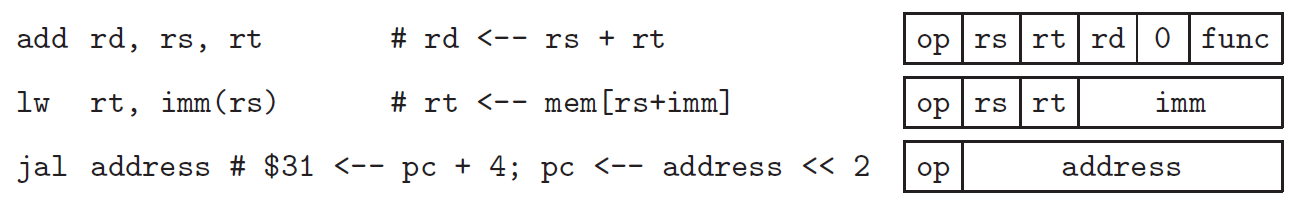 add rd, rs, rt # rd <-- rs + rt op rs rt rd 0 func
lw rt, imm(rs) # rt <-- mem[rs+imm] op rs rt imm
jal address # $31 <-- pc + 4; pc <-- address << 2 op address